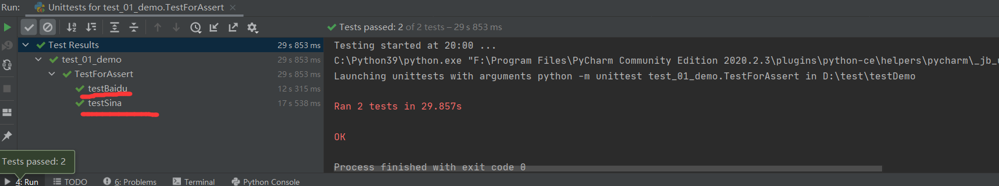 Run: Unittests for test_01_demo.TestForAssert
Tests passed: 2 of 2 tests – 29 s 853 ms
Test Results 29 s 853 ms
test_01_demo 29 s 853 ms
TestForAssert 29 s 853 ms
testBaidu 12 s 315 ms
testSina 17 s 538 ms
Testing started at 20:00 ...
C:\Python39\python.exe "F:\Program Files\PyCharm Community Edition 2020.2.3\plugins\python-ce\helpers\pycharm\_jb_u
Launching unittests with arguments python -m unittest test_01_demo.TestForAssert in D:\test\testDemo
Ran 2 tests in 29.857s
OK
Process finished with exit code 0
Tests passed: 2
4: Run TODO 6: Problems Terminal Python Console